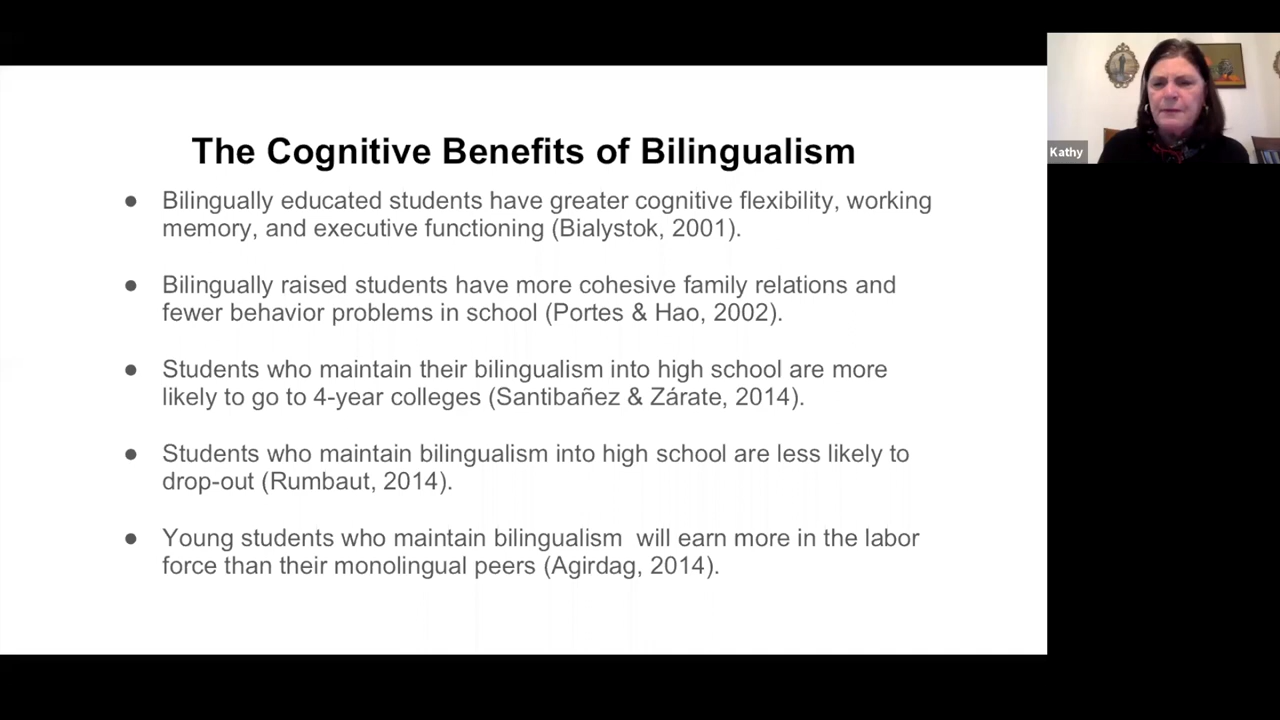 The Cognitive Benefits of Bilingualism
● Bilingually educated students have greater cognitive flexibility, working
memory, and executive functioning (Bialystok, 2001).
● Bilingually raised students have more cohesive family relations and
fewer behavior problems in school (Portes & Hao, 2002).
● Students who maintain their bilingualism into high school are more
likely to go to 4-year colleges (Santibañez & Zárate, 2014).
● Students who maintain bilingualism into high school are less likely to
drop-out (Rumbaut, 2014).
● Young students who maintain bilingualism  will earn more in the labor
force than their monolingual peers (Agirdag, 2014).
Kathy